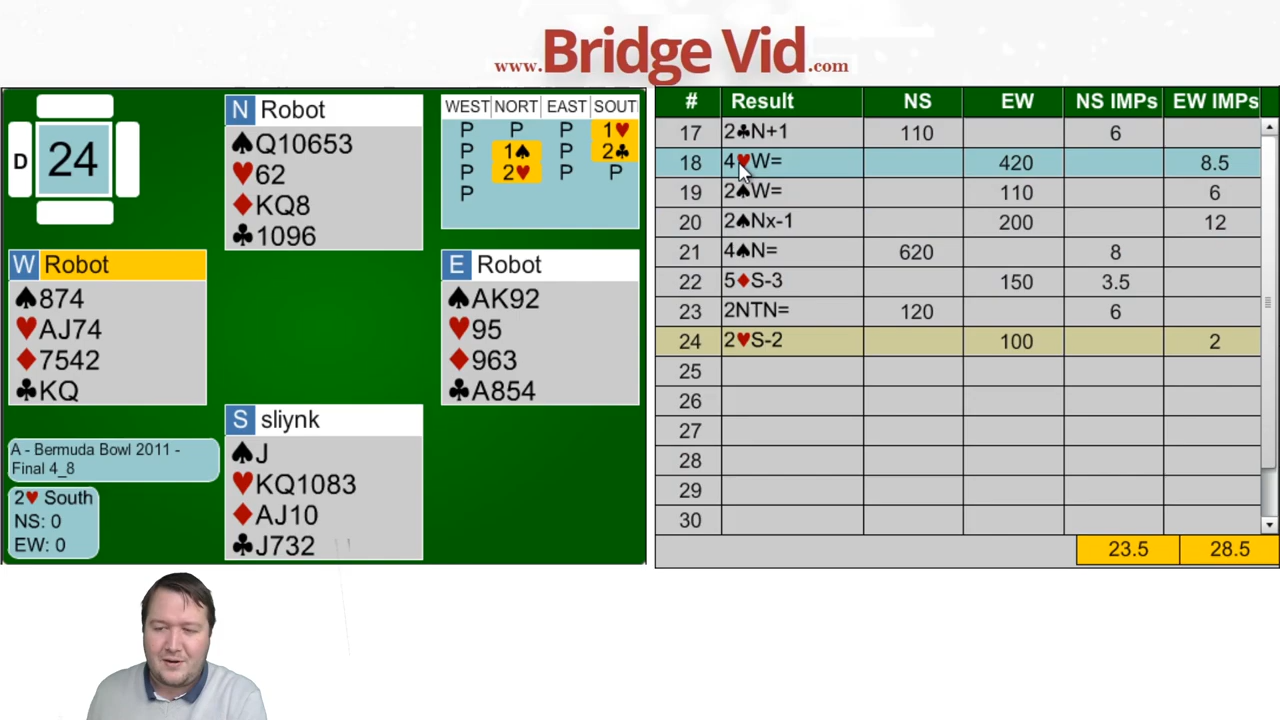 www.Bridge Vid.com
N Robot
♠Q10653
♥62
♦KQ8
♣1096
D 24
WEST NORT EAST SOUT
P P P 1♥
P 1♠ P 2♣
P 2♥ P P
P
W Robot
♠874
♥AJ74
♦7542
♣KQ
E Robot
♠AK92
♥95
♦963
♣A854
S sliynk
♠J
♥KQ1083
♦AJ10
♣J732
A - Bermuda Bowl 2011 -
Final 4_8
2♥ South
NS: 0
EW: 0
# Result NS EW NS IMPs EW IMPs
17 2♣N+1 110 6
18 4♥W= 420 8.5
19 2♠W= 110 6
20 2♠Nx-1 200 12
21 4♠N= 620 8
22 5♦S-3 150 3.5
23 2NTN= 120 6
24 2♥S-2 100 2
25
26
27
28
29
30
23.5 28.5